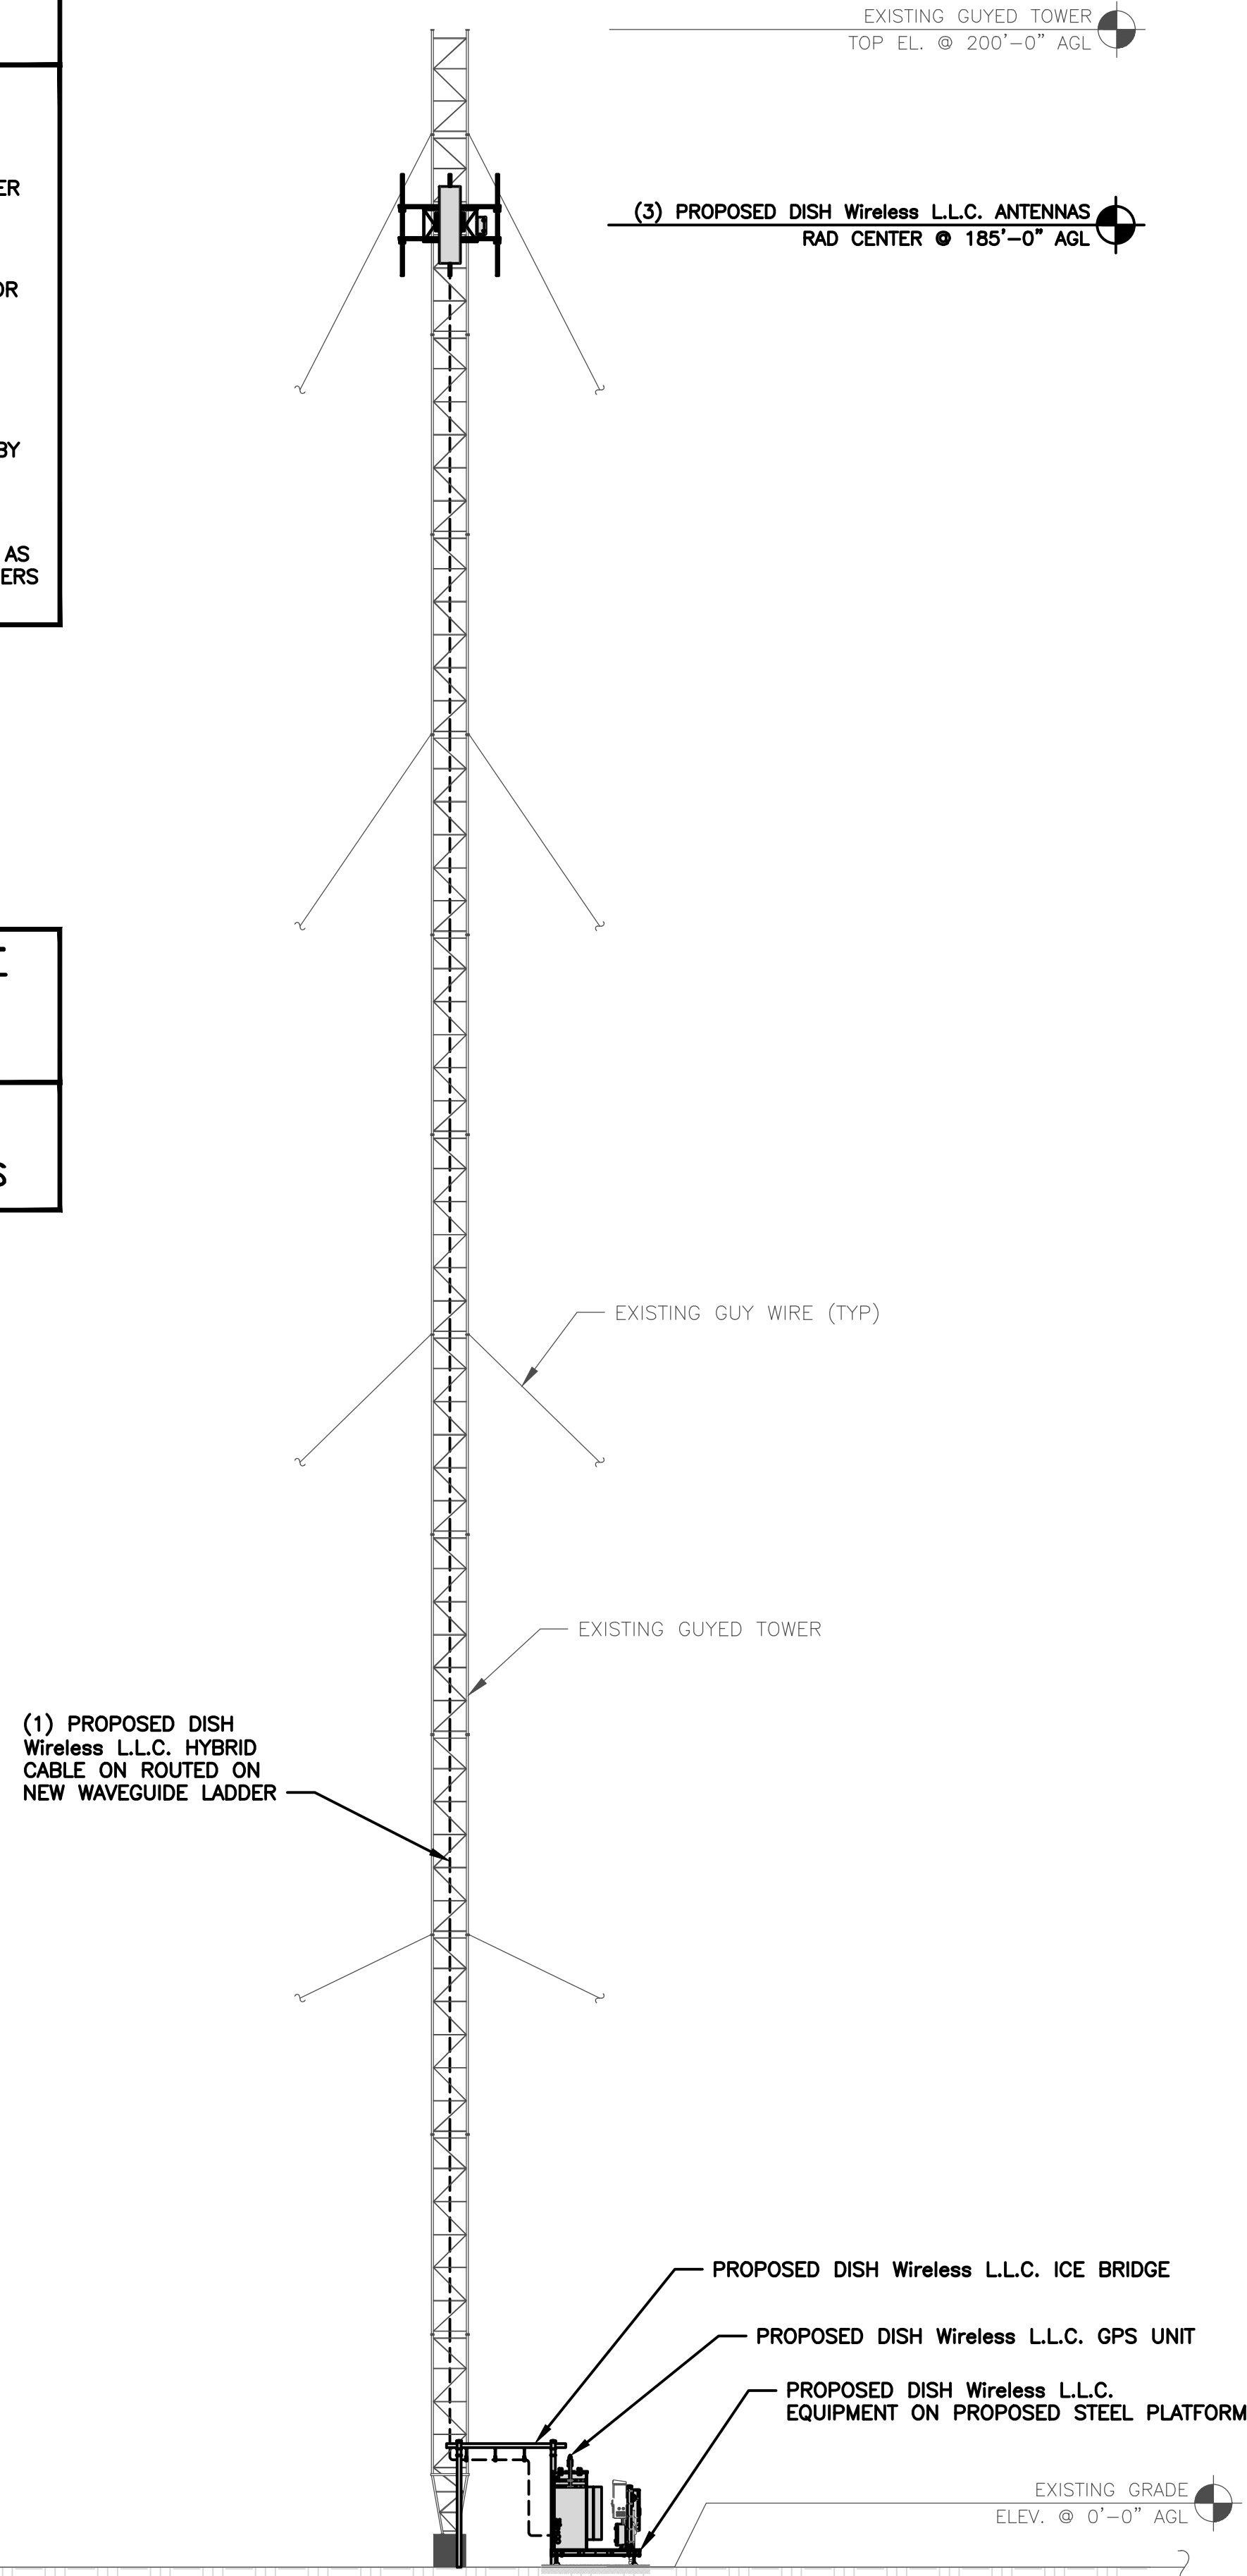 EXISTING GUYED TOWER
TOP EL. @ 200'-0" AGL
ER
(3) PROPOSED DISH Wireless L.L.C. ANTENNAS
RAD CENTER @ 185'-0" AGL
OR
BY
AS
ERS
EXISTING GUY WIRE (TYP)
EXISTING GUYED TOWER
(1) PROPOSED DISH
Wireless L.L.C. HYBRID
CABLE ON ROUTED ON
NEW WAVEGUIDE LADDER
PROPOSED DISH Wireless L.L.C. ICE BRIDGE
PROPOSED DISH Wireless L.L.C. GPS UNIT
PROPOSED DISH Wireless L.L.C.
EQUIPMENT ON PROPOSED STEEL PLATFORM
EXISTING GRADE
ELEV. @ 0'-0" AGL